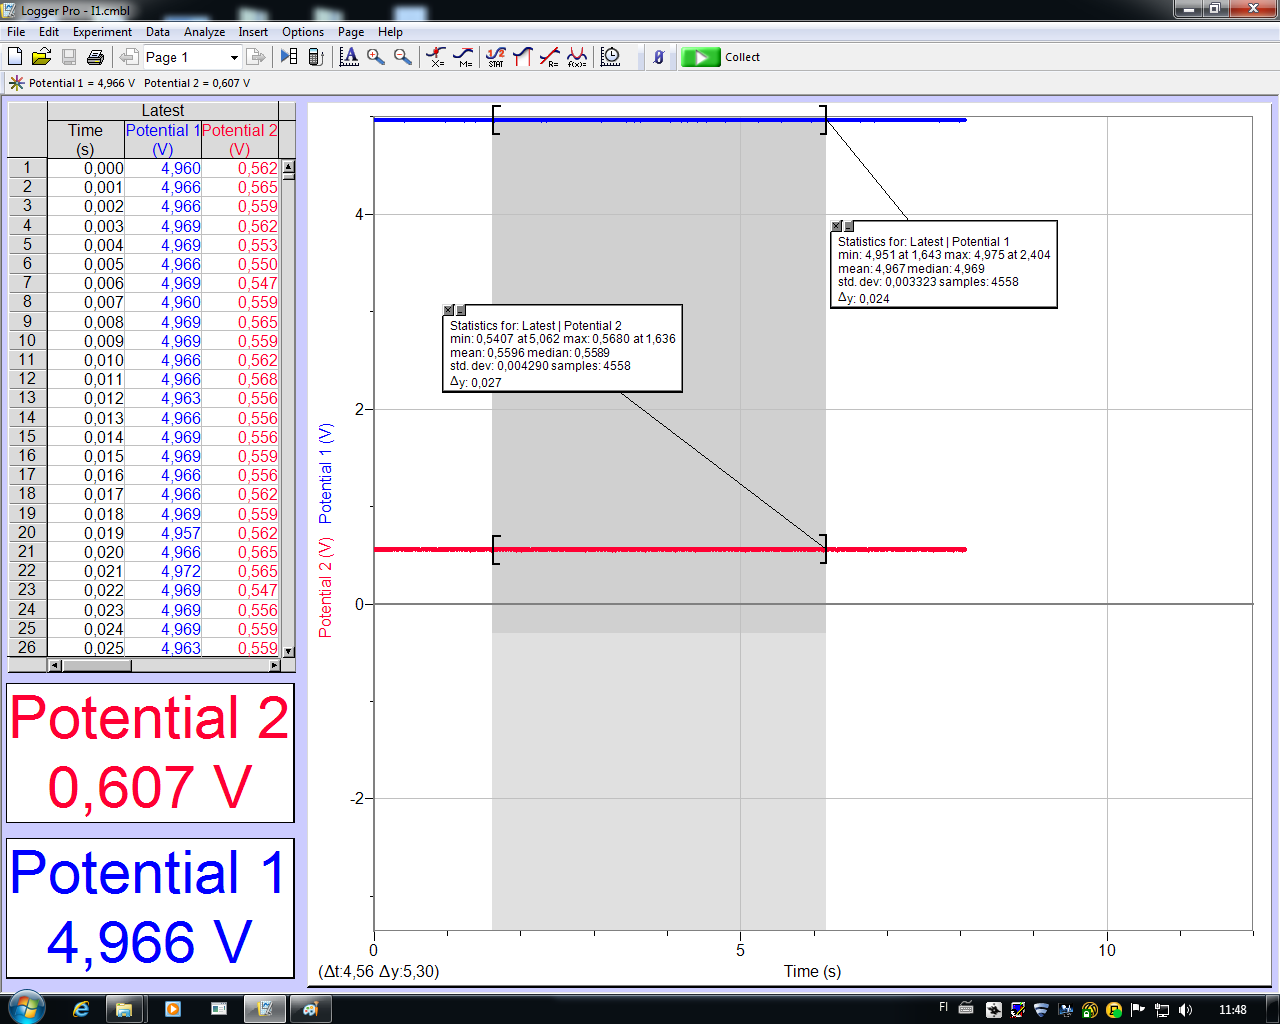 Logger Pro - I1.cmbl
File Edit Experiment Data Analyze Insert Options Page Help
Page 1
X= M= STAT R= f(x)= Collect
Potential 1 = 4,966 V Potential 2 = 0,607 V
Latest
Time (s) Potential 1 (V) Potential 2 (V)
1 0,000 4,960 0,562
2 0,001 4,966 0,565
3 0,002 4,966 0,559
4 0,003 4,969 0,562
5 0,004 4,969 0,553
6 0,005 4,966 0,550
7 0,006 4,969 0,547
8 0,007 4,960 0,559
9 0,008 4,969 0,565
10 0,009 4,969 0,559
11 0,010 4,966 0,562
12 0,011 4,966 0,568
13 0,012 4,963 0,556
14 0,013 4,966 0,556
15 0,014 4,969 0,556
16 0,015 4,969 0,559
17 0,016 4,966 0,556
18 0,017 4,966 0,562
19 0,018 4,969 0,559
20 0,019 4,957 0,562
21 0,020 4,966 0,565
22 0,021 4,972 0,565
23 0,022 4,969 0,547
24 0,023 4,969 0,556
25 0,024 4,969 0,559
26 0,025 4,963 0,559
Potential 2
0,607 V
Potential 1
4,966 V
Potential 2 (V) Potential 1 (V)
4
2
0
-2
Statistics for: Latest | Potential 1
min: 4,951 at 1,643 max: 4,975 at 2,404
mean: 4,967 median: 4,969
std. dev: 0,003323 samples: 4558
Δy: 0,024
Statistics for: Latest | Potential 2
min: 0,5407 at 5,062 max: 0,5680 at 1,636
mean: 0,5596 median: 0,5589
std. dev: 0,004290 samples: 4558
Δy: 0,027
0 5 10
(Δt:4,56 Δy:5,30) Time (s)
FI 11:48